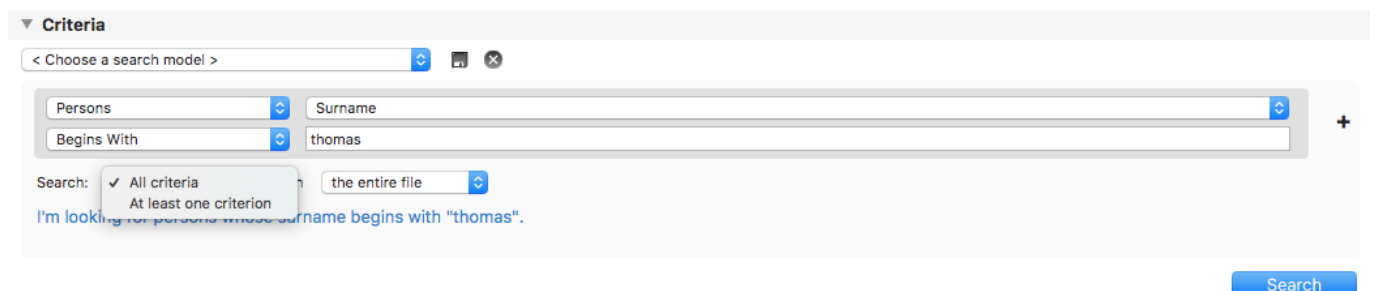 Criteria
< Choose a search model >
Persons Surname
Begins With thomas
Search: ✓ All criteria the entire file
At least one criterion
I'm looking for persons whose surname begins with "thomas".
Search